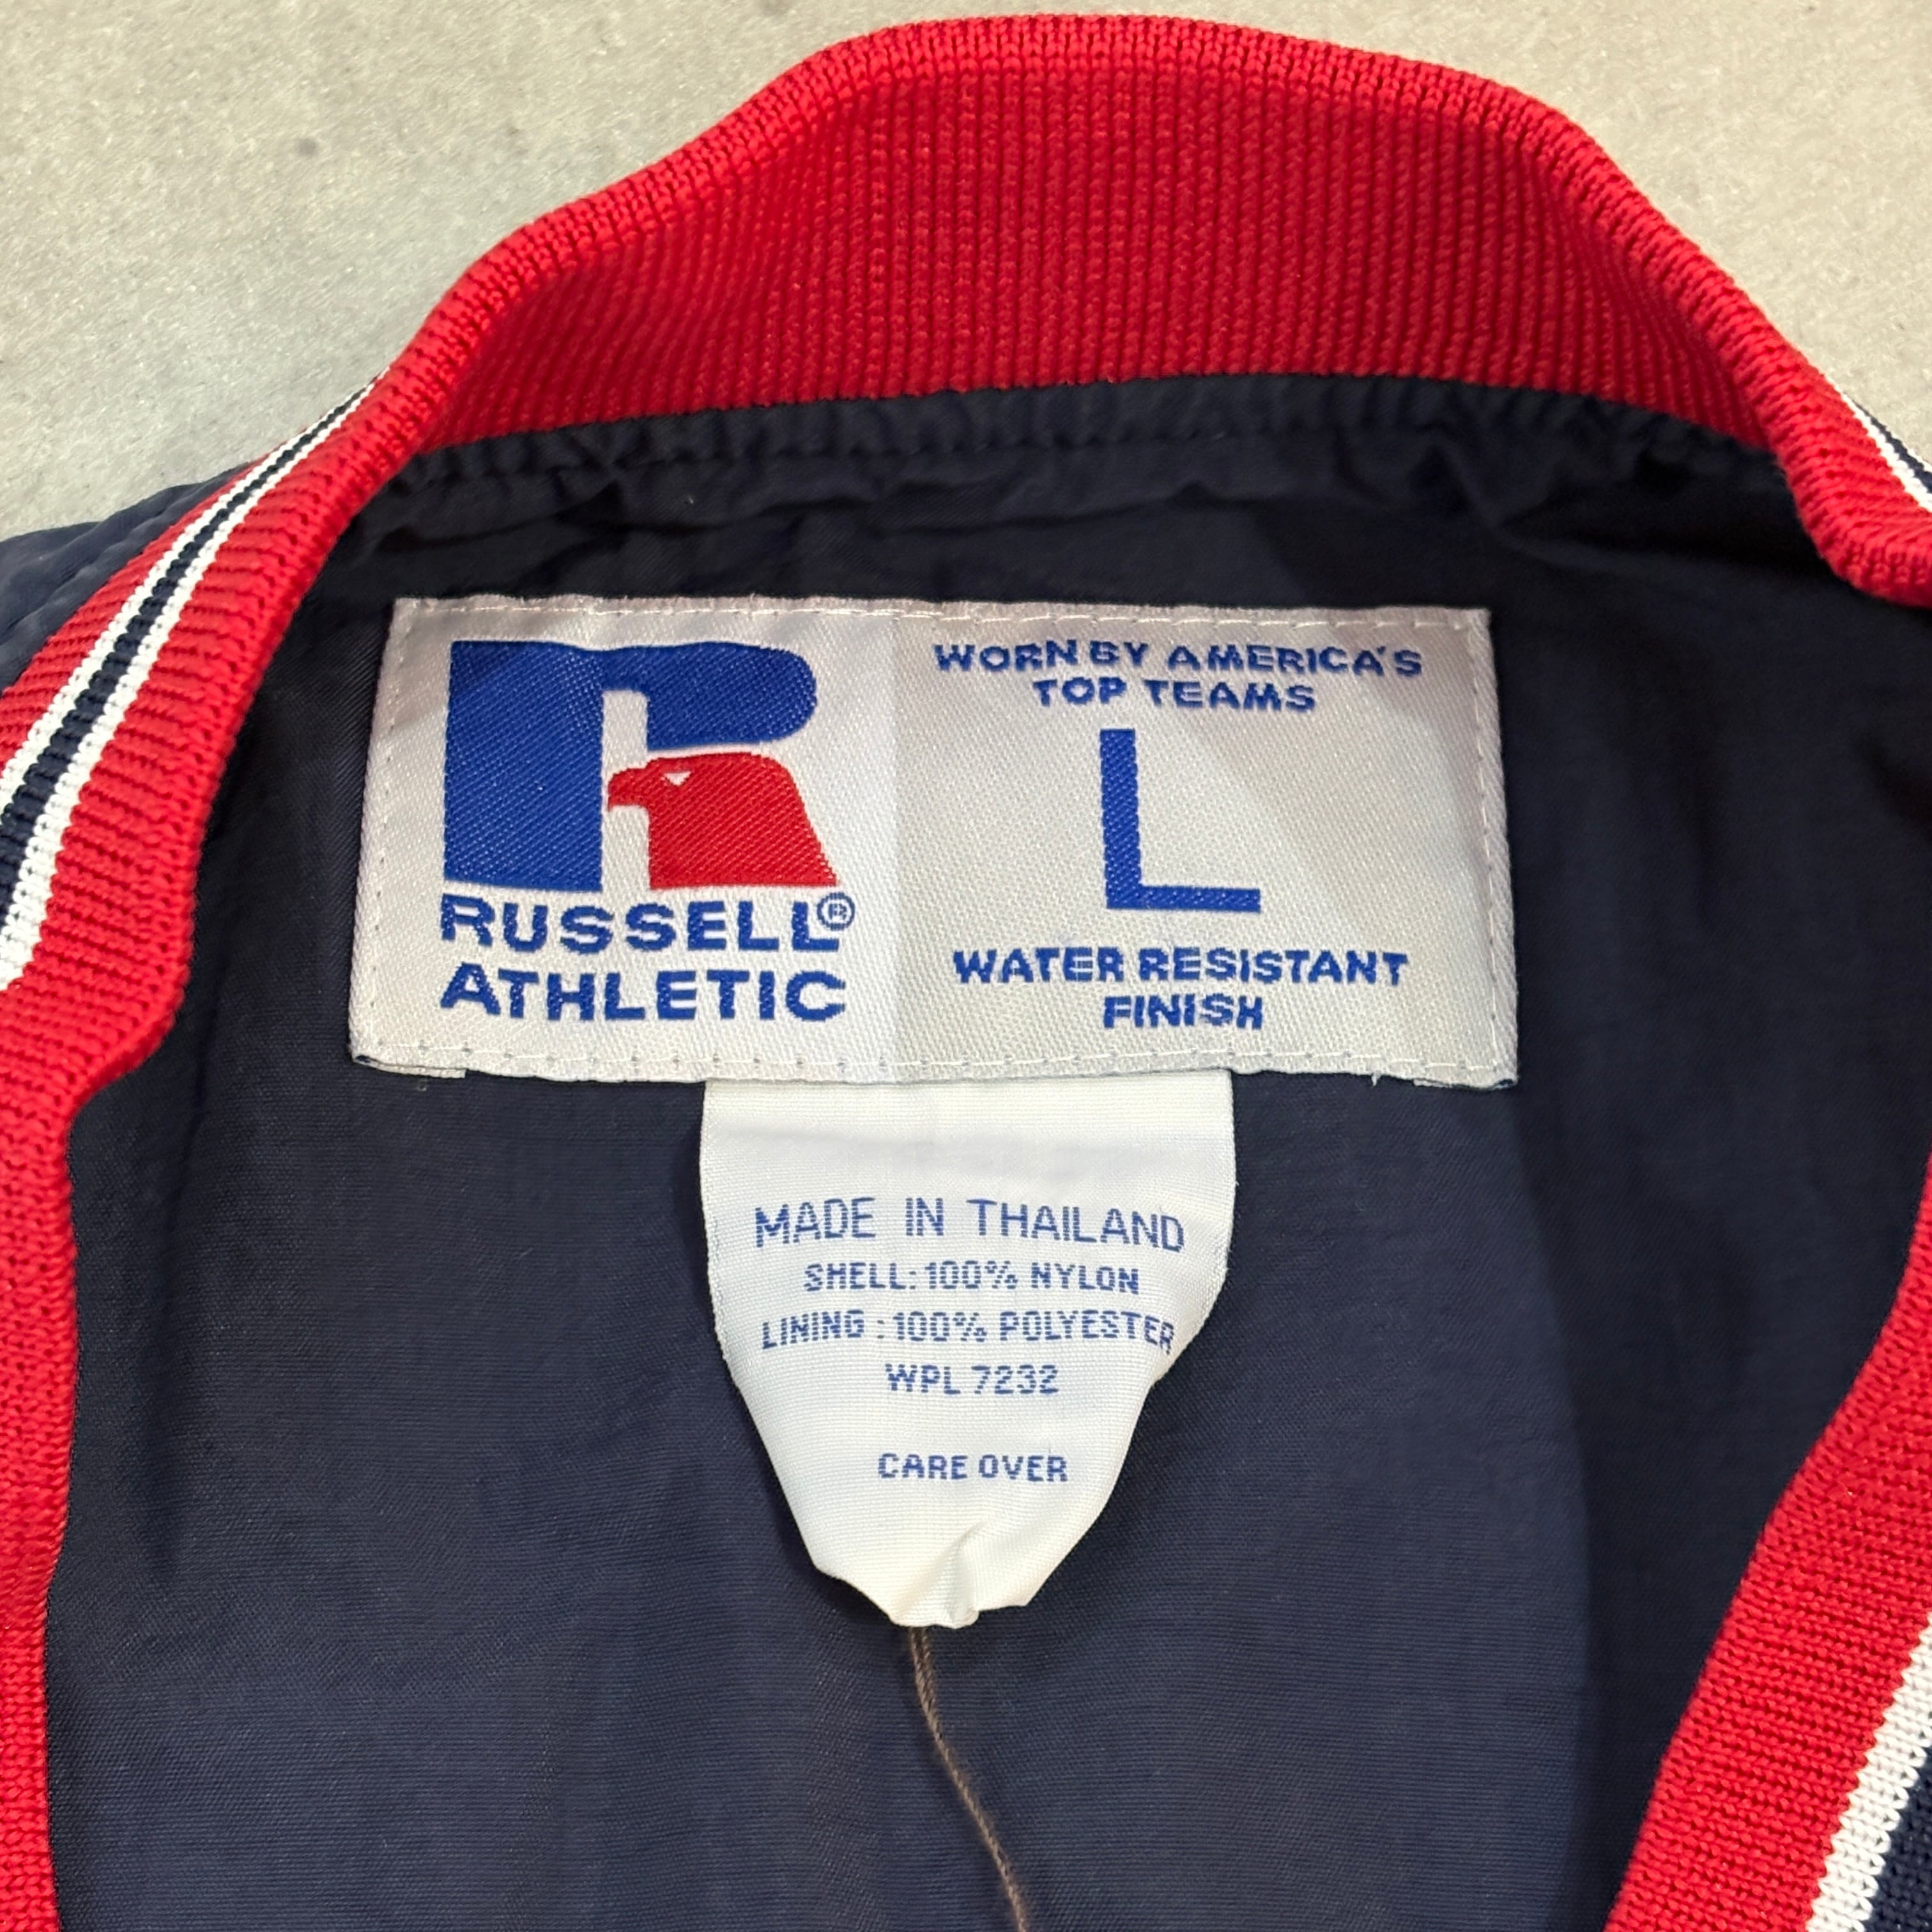 RUSSELL®
ATHLETIC
WORN BY AMERICA'S
TOP TEAMS
L
WATER RESISTANT
FINISH
MADE IN THAILAND
SHELL: 100% NYLON
LINING : 100% POLYESTER
WPL 7232
CARE OVER